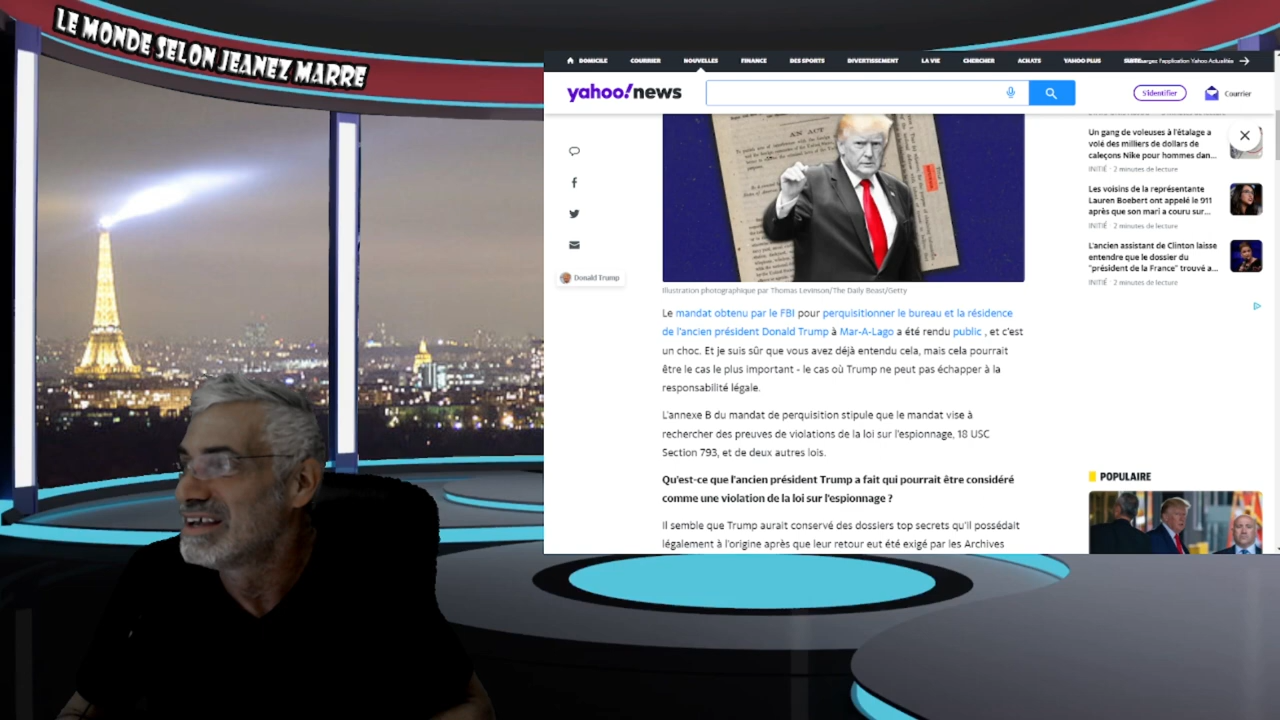 LE MONDE SELON JEANEZ MARRE
DOMICILE COURRIER NOUVELLES FINANCE DES SPORTS DIVERTISSEMENT LA VIE CHERCHER ACHATS YAHOO PLUS
yahoo!news
S'identifier
Courrier
AN ACT
Donald Trump
Illustration photographique par Thomas Levinson/The Daily Beast/Getty
Le mandat obtenu par le FBI pour perquisitionner le bureau et la résidence
de l'ancien président Donald Trump à Mar-A-Lago a été rendu public , et c'est
un choc. Et je suis sûr que vous avez déjà entendu cela, mais cela pourrait
être le cas le plus important - le cas où Trump ne peut pas échapper à la
responsabilité légale.
L'annexe B du mandat de perquisition stipule que le mandat vise à
rechercher des preuves de violations de la loi sur l'espionnage, 18 USC
Section 793, et de deux autres lois.
Qu'est-ce que l'ancien président Trump a fait qui pourrait être considéré
comme une violation de la loi sur l'espionnage ?
Il semble que Trump aurait conservé des dossiers top secrets qu'il possédait
légalement à l'origine après que leur retour eut été exigé par les Archives
Un gang de voleuses à l'étalage a
volé des milliers de dollars de
caleçons Nike pour hommes dan...
INITIÉ · 2 minutes de lecture
Les voisins de la représentante
Lauren Boebert ont appelé le 911
après que son mari a couru sur...
INITIÉ · 2 minutes de lecture
L'ancien assistant de Clinton laisse
entendre que le dossier du
"président de la France" trouvé a...
INITIÉ · 2 minutes de lecture
POPULAIRE